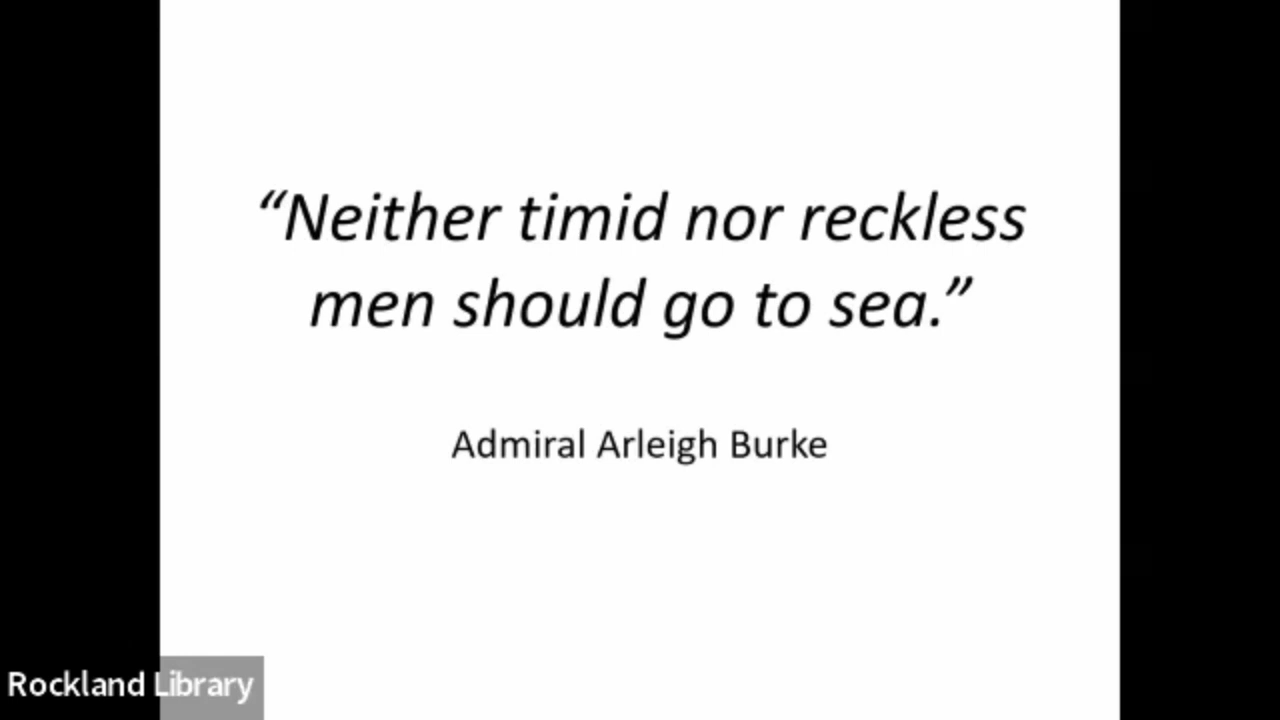 “Neither timid nor reckless
men should go to sea.”
Admiral Arleigh Burke
Rockland Library